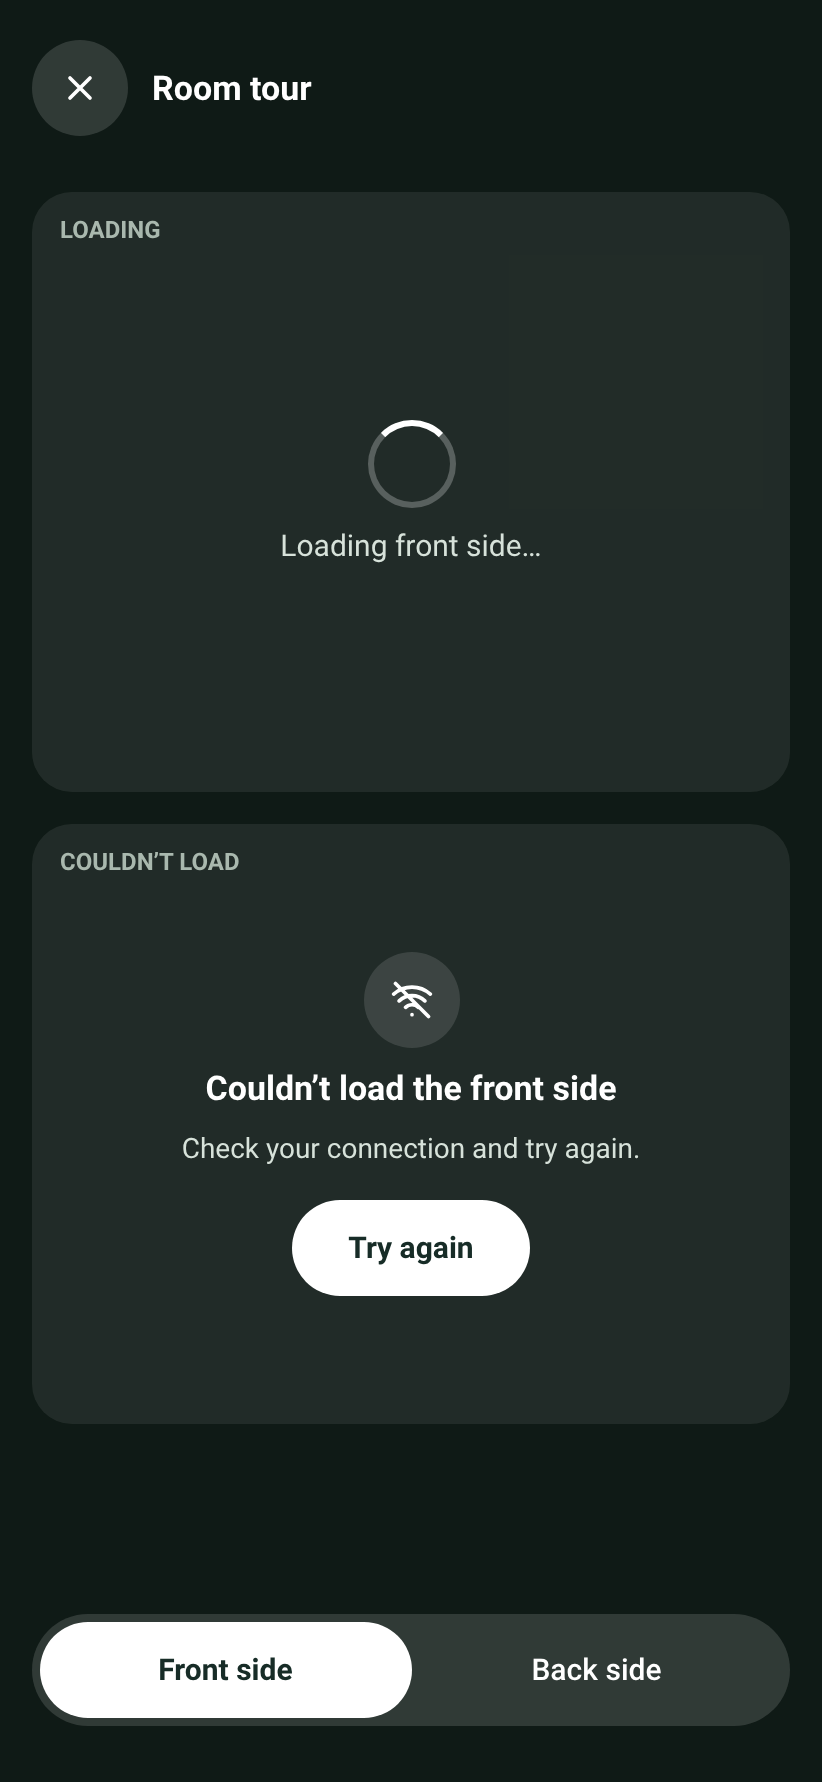 Room tour
LOADING
Loading front side…
COULDN’T LOAD
Couldn’t load the front side
Check your connection and try again.
Try again
Front side
Back side